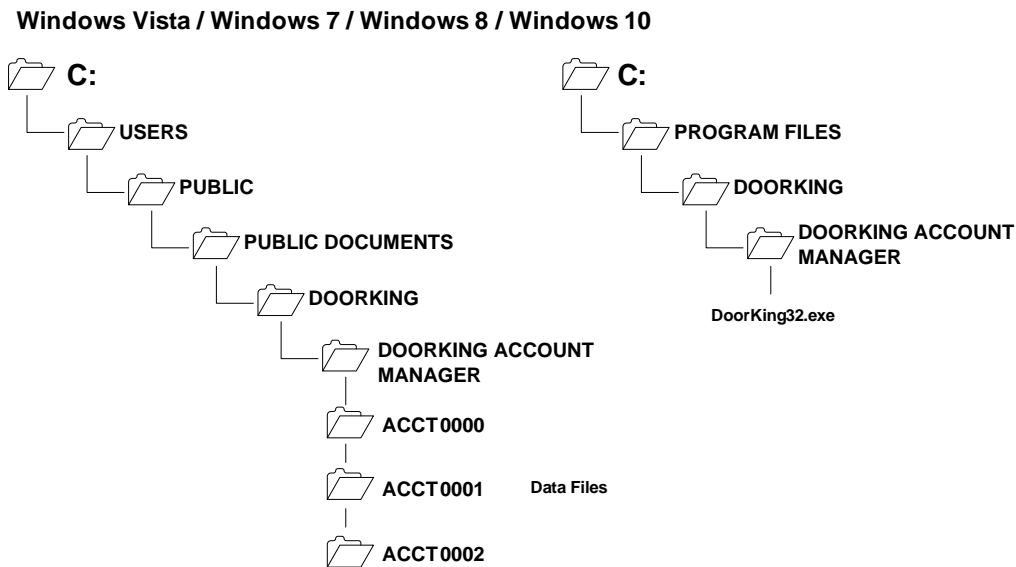 Windows Vista / Windows 7 / Windows 8 / Windows 10
C:
USERS
PUBLIC
PUBLIC DOCUMENTS
DOORKING
DOORKING ACCOUNT
MANAGER
ACCT0000
ACCT0001
Data Files
ACCT0002
C:
PROGRAM FILES
DOORKING
DOORKING ACCOUNT
MANAGER
DoorKing32.exe